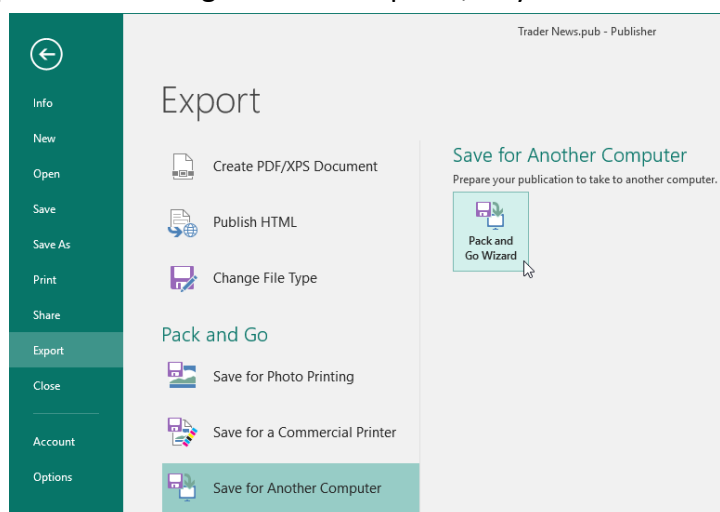 Trader News.pub - Publisher
Info
New
Open
Save
Save As
Print
Share
Export
Close
Account
Options
Export
Create PDF/XPS Document
Publish HTML
Change File Type
Pack and Go
Save for Photo Printing
Save for a Commercial Printer
Save for Another Computer
Save for Another Computer
Prepare your publication to take to another computer.
Pack and
Go Wizard